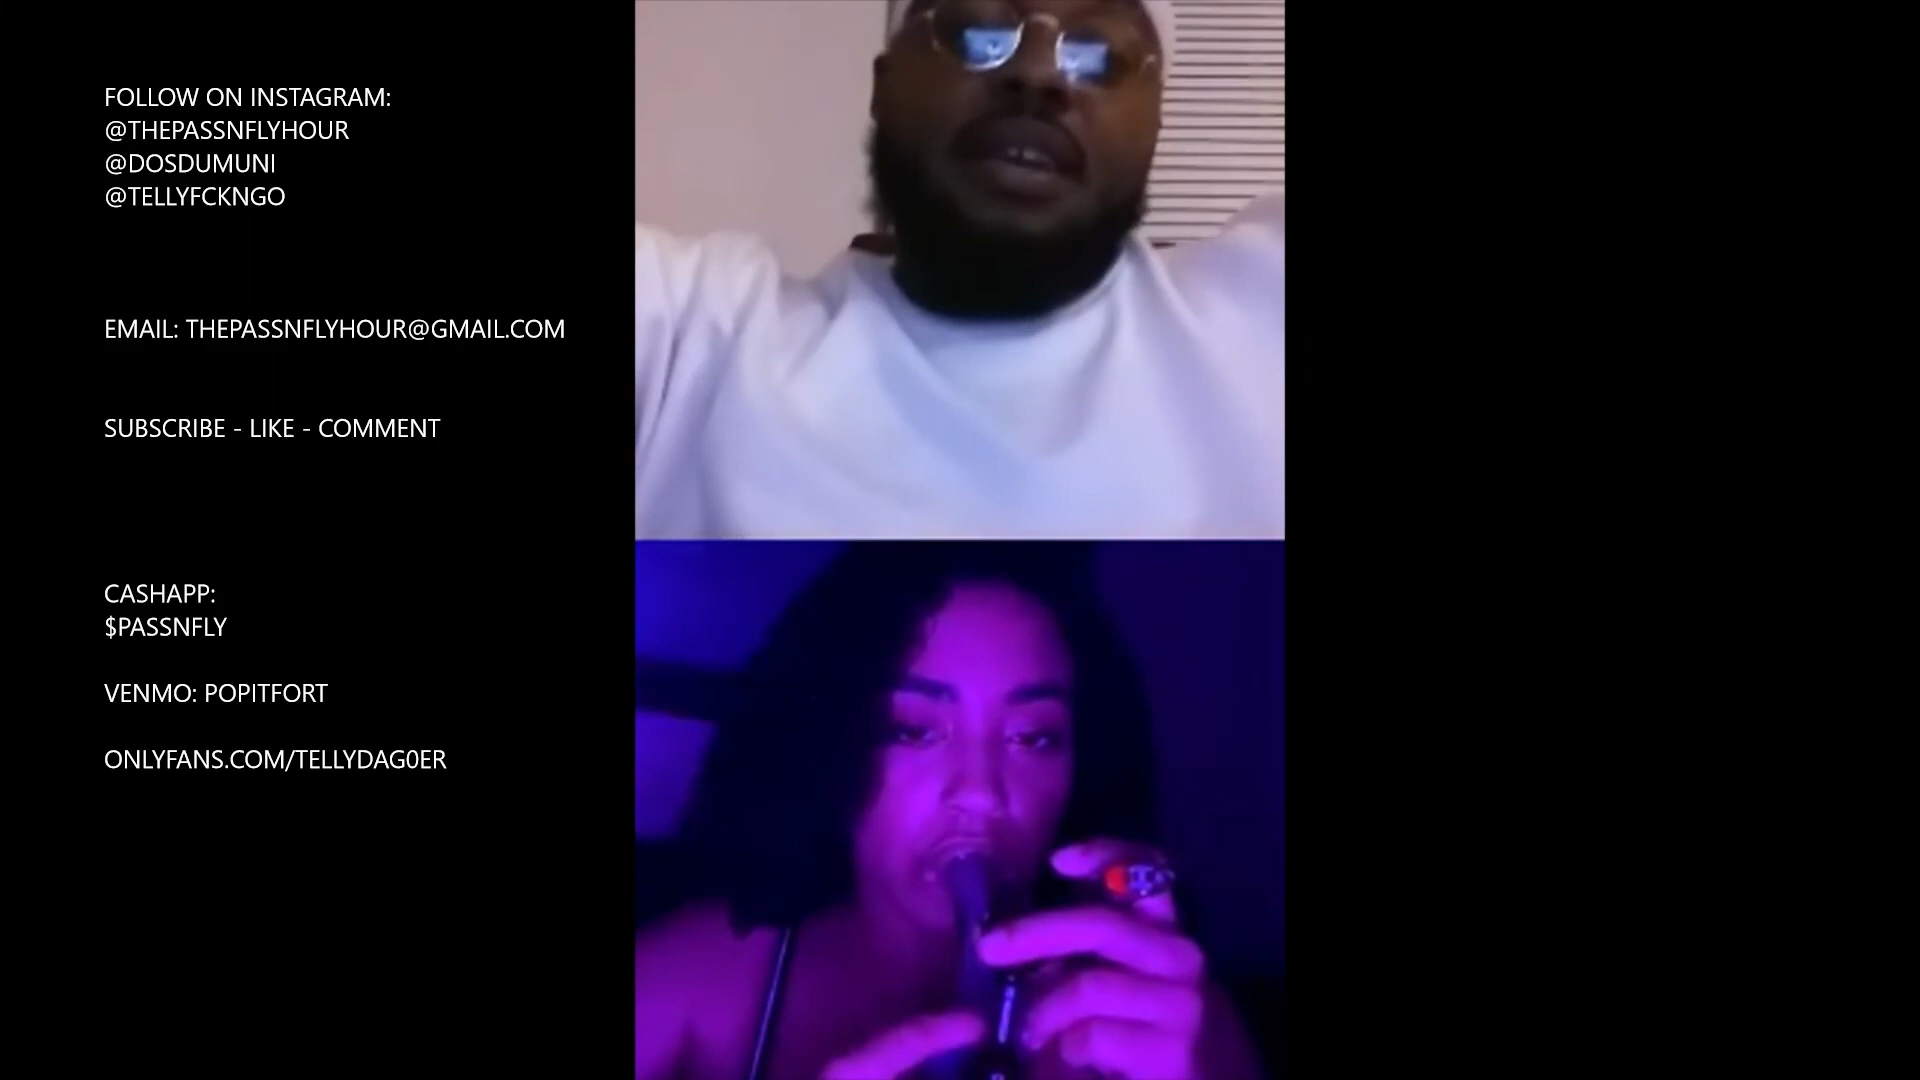 FOLLOW ON INSTAGRAM:
@THEPASSNFLYHOUR
@DOSDUMUNI
@TELLYFCKNGO
EMAIL: THEPASSNFLYHOUR@GMAIL.COM
SUBSCRIBE - LIKE - COMMENT
CASHAPP:
$PASSNFLY
VENMO: POPITFORT
ONLYFANS.COM/TELLYDAG0ER